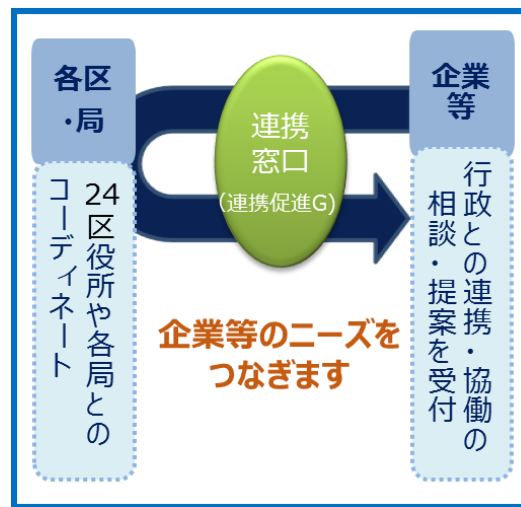 各区
・局
24区役所や各局との
コーディネート
連携
窓口
(連携促進G)
企業等のニーズを
つなぎます
企業
等
行政との連携・協働の
相談・提案を受付